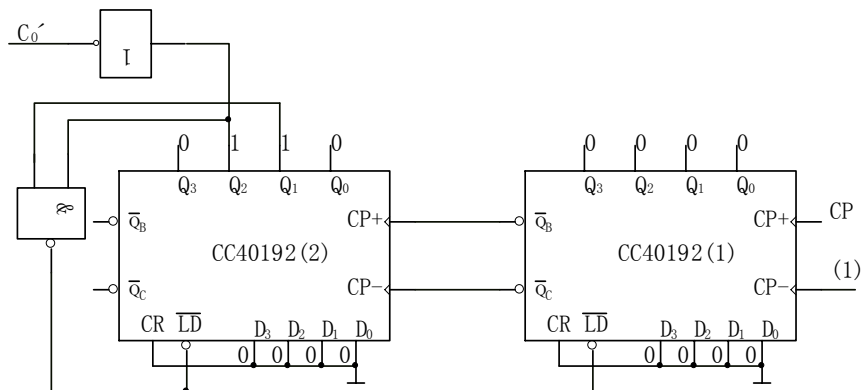 C₀′
1
0 1 1 0
0 0 0 0
Q₃ Q₂ Q₁ Q₀
Q₃ Q₂ Q₁ Q₀
&
Q̅B CP+
Q̅B CP+ CP
CC40192(2)
CC40192(1)
(1)
Q̅C CP-
Q̅C CP-
CR L̅D̅ D₃ D₂ D₁ D₀
CR L̅D̅ D₃ D₂ D₁ D₀
0 0 0 0
0 0 0 0